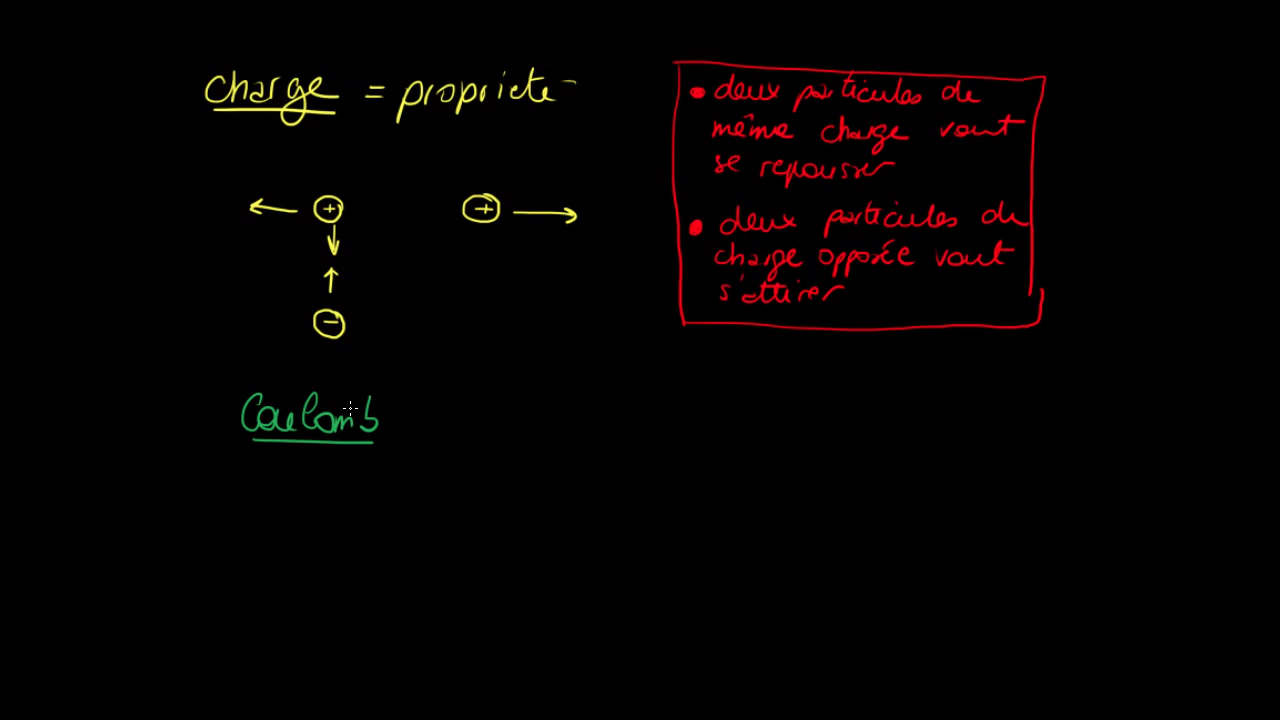 charge = propriété
• deux particules de
même charge vont
se repousser
• deux particules de
charge opposée vont
s'attirer
+ +
−
Coulomb